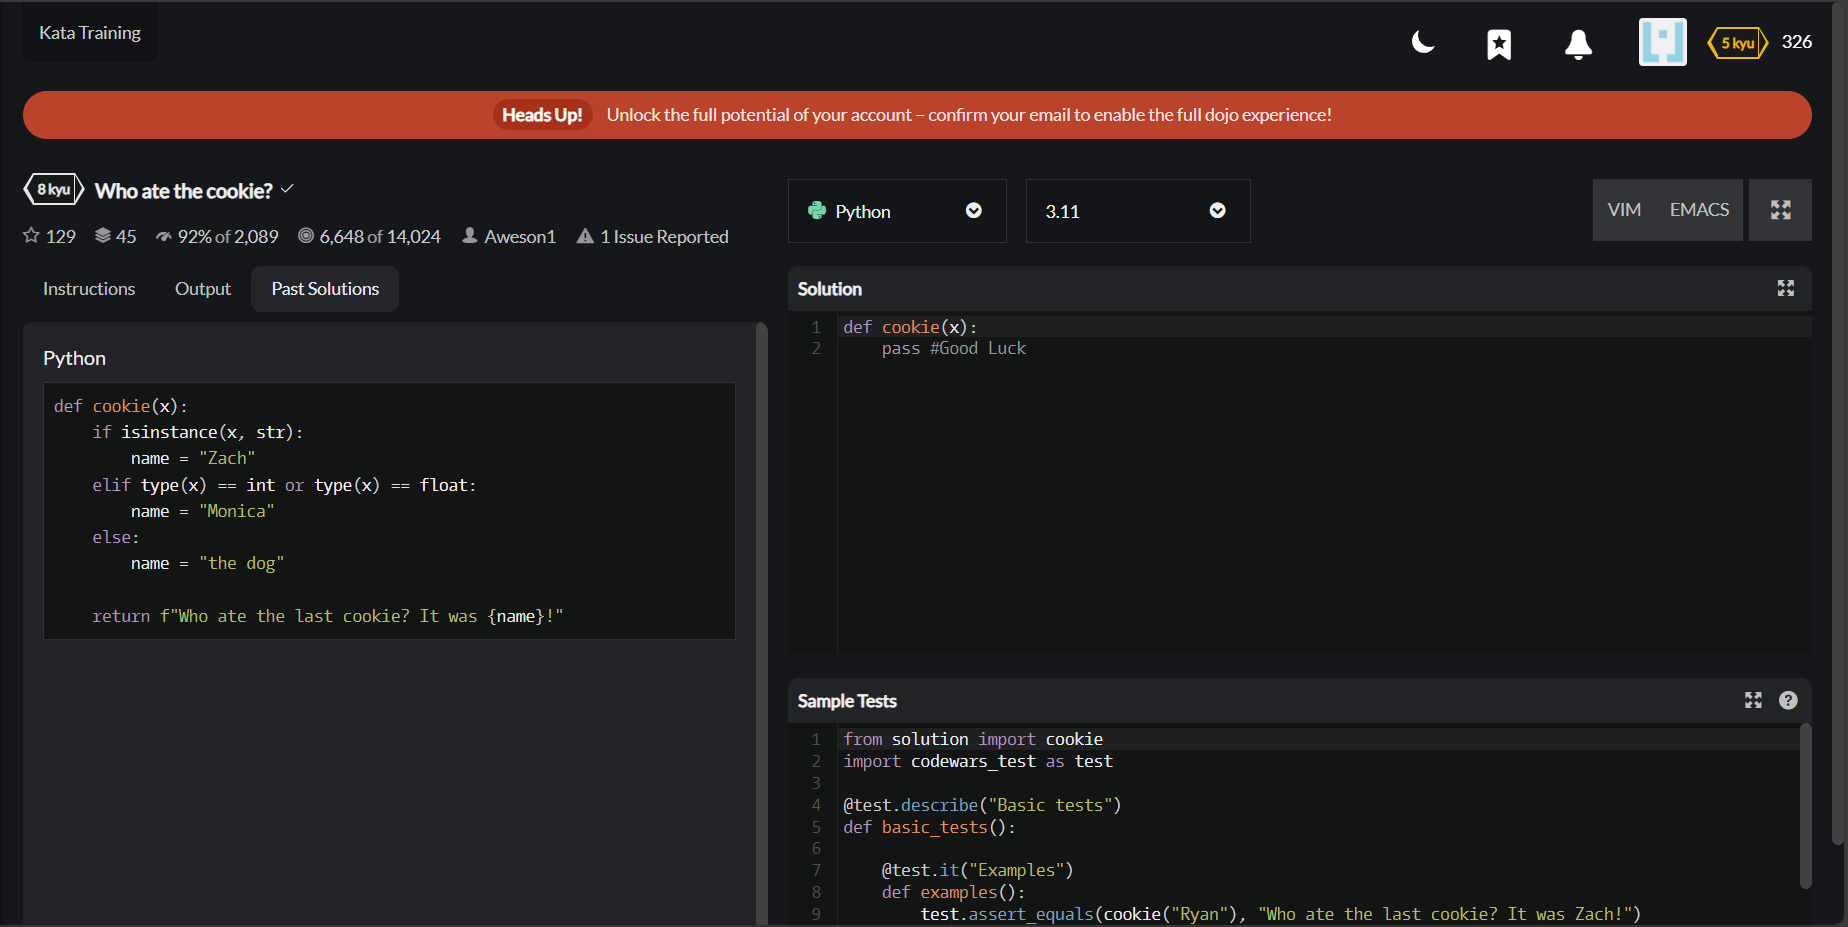 Kata Training
5 kyu 326
Heads Up! Unlock the full potential of your account – confirm your email to enable the full dojo experience!
8 kyu Who ate the cookie?
129 45 92% of 2,089 6,648 of 14,024 Aweson1 1 Issue Reported
Instructions Output Past Solutions
Python
def cookie(x):
    if isinstance(x, str):
        name = "Zach"
    elif type(x) == int or type(x) == float:
        name = "Monica"
    else:
        name = "the dog"
    return f"Who ate the last cookie? It was {name}!"
Python 3.11 VIM EMACS
Solution
1 def cookie(x):
2     pass #Good Luck
Sample Tests ?
1 from solution import cookie
2 import codewars_test as test
3
4 @test.describe("Basic tests")
5 def basic_tests():
6
7     @test.it("Examples")
8     def examples():
9         test.assert_equals(cookie("Ryan"), "Who ate the last cookie? It was Zach!")